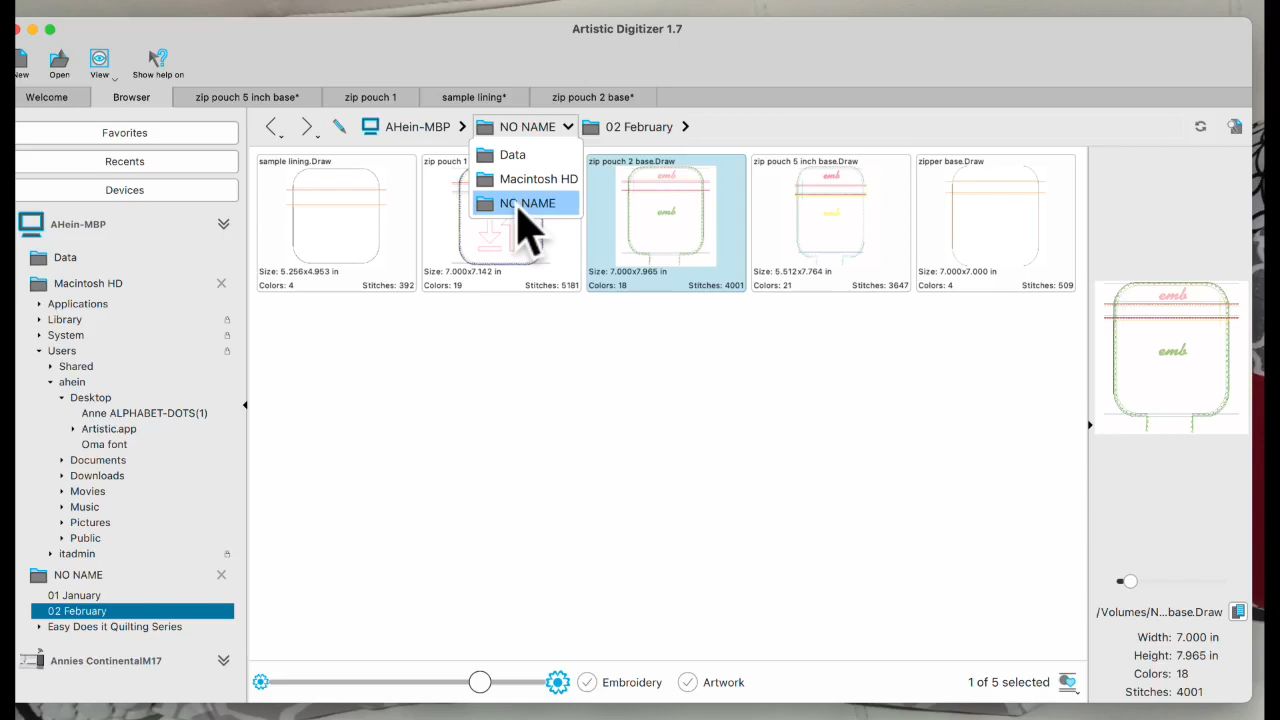 Artistic Digitizer 1.7
New
Open
View
Show help on
Welcome
Browser
zip pouch 5 inch base*
zip pouch 1
sample lining*
zip pouch 2 base*
Favorites
Recents
Devices
AHein-MBP
Data
Macintosh HD
Applications
Library
System
Users
Shared
ahein
Desktop
Anne ALPHABET-DOTS(1)
Artistic.app
Oma font
Documents
Downloads
Movies
Music
Pictures
Public
itadmin
NO NAME
01 January
02 February
Easy Does it Quilting Series
Annies ContinentalM17
AHein-MBP
NO NAME
02 February
Data
Macintosh HD
NO NAME
sample lining.Draw
Size: 5.256x4.953 in
Colors: 4 Stitches: 392
zip pouch 1
Size: 7.000x7.142 in
Colors: 19 Stitches: 5181
zip pouch 2 base.Draw
emb
emb
Size: 7.000x7.965 in
Colors: 18 Stitches: 4001
zip pouch 5 inch base.Draw
emb
emb
Size: 5.512x7.764 in
Colors: 21 Stitches: 3647
zipper base.Draw
Size: 7.000x7.000 in
Colors: 4 Stitches: 509
emb
emb
/Volumes/N...base.Draw
Width: 7.000 in
Height: 7.965 in
Colors: 18
Stitches: 4001
Embroidery
Artwork
1 of 5 selected